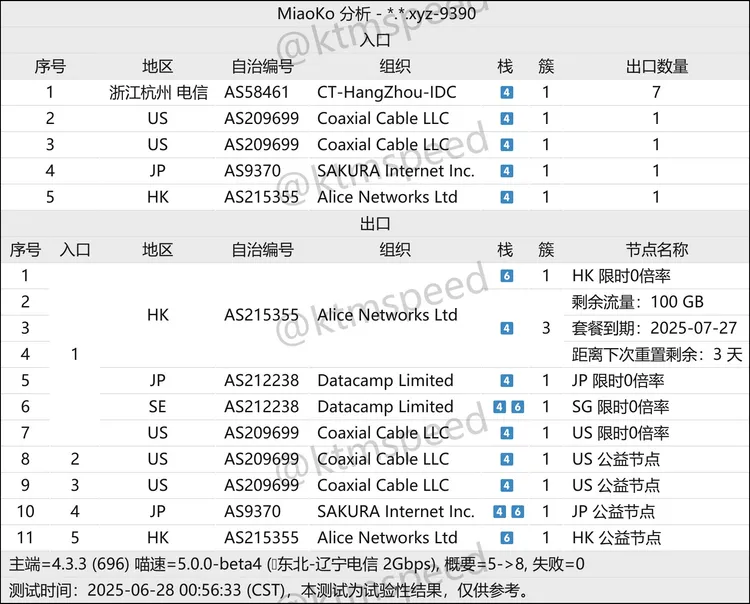 MiaoKo 分析 - *.*.xyz-9390
入口
序号 地区 自治编号 组织 栈 簇 出口数量
1 浙江杭州 电信 AS58461 CT-HangZhou-IDC 4 1 7
2 US AS209699 Coaxial Cable LLC 4 1 1
3 US AS209699 Coaxial Cable LLC 4 1 1
4 JP AS9370 SAKURA Internet Inc. 4 1 1
5 HK AS215355 Alice Networks Ltd 4 1 1
出口
序号 入口 地区 自治编号 组织 栈 簇 节点名称
1 6 1 HK 限时0倍率
2 剩余流量：100 GB
HK AS215355 Alice Networks Ltd
3 4 3 套餐到期：2025-07-27
4 1 距离下次重置剩余：3 天
5 JP AS212238 Datacamp Limited 4 1 JP 限时0倍率
6 SE AS212238 Datacamp Limited 4 6 1 SG 限时0倍率
7 US AS209699 Coaxial Cable LLC 4 1 US 限时0倍率
8 2 US AS209699 Coaxial Cable LLC 4 1 US 公益节点
9 3 US AS209699 Coaxial Cable LLC 4 1 US 公益节点
10 4 JP AS9370 SAKURA Internet Inc. 4 6 1 JP 公益节点
11 5 HK AS215355 Alice Networks Ltd 6 1 HK 公益节点
主端=4.3.3 (696) 喵速=5.0.0-beta4 (东北-辽宁电信 2Gbps), 概要=5->8, 失败=0
测试时间：2025-06-28 00:56:33 (CST)，本测试为试验性结果，仅供参考。
@ktmspeed
@ktmspeed
@ktmspeed
@ktmspeed